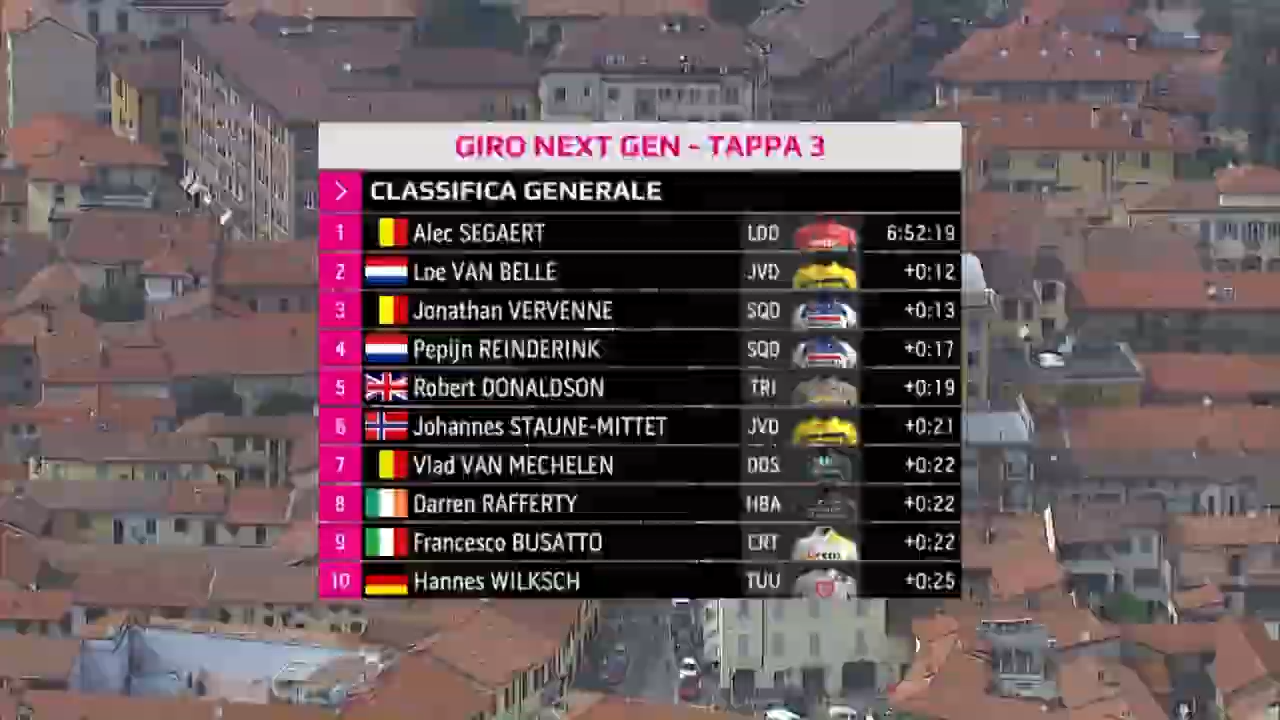 GIRO NEXT GEN - TAPPA 3
> CLASSIFICA GENERALE
1 Alec SEGAERT LDD 6:52:19
2 Loe VAN BELLE JVD +0:12
3 Jonathan VERVENNE SQD +0:13
4 Pepijn REINDERINK SQD +0:17
5 Robert DONALDSON TRI +0:19
6 Johannes STAUNE-MITTET JVD +0:21
7 Vlad VAN MECHELEN DDS +0:22
8 Darren RAFFERTY HBA +0:22
9 Francesco BUSATTO CRT +0:22
10 Hannes WILKSCH TUU +0:25